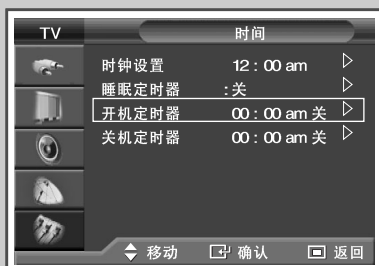 TV 时间
时钟设置 12 : 00 am
睡眠定时器 :关
开机定时器 00 : 00 am 关
关机定时器 00 : 00 am 关
移动 确认 返回